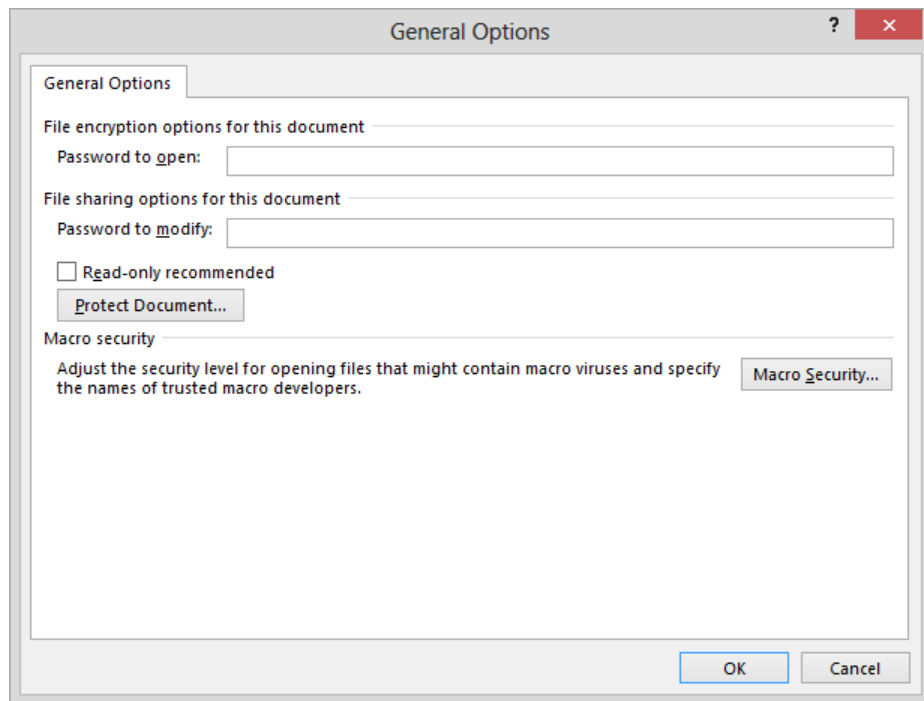 General Options
?
General Options
File encryption options for this document
Password to open:
File sharing options for this document
Password to modify:
Read-only recommended
Protect Document...
Macro security
Adjust the security level for opening files that might contain macro viruses and specify
the names of trusted macro developers.
Macro Security...
OK
Cancel